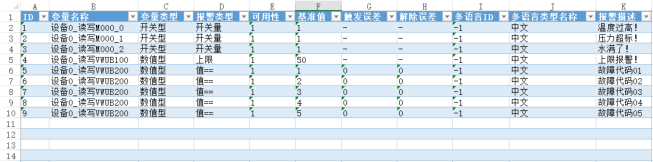 A B C D E F G H I J K
1 ID 变量名称 变量类型 报警类型 可用性 基准值 触发误差 解除误差 多语言ID 多语言类型名称 报警描述
2 1 设备0_读写M000_0 开关型 开关量 1 1 - - -1 中文 温度过高!
3 2 设备0_读写M000_1 开关型 开关量 1 1 - - -1 中文 压力超标!
4 3 设备0_读写M000_2 开关型 开关量 1 1 - - -1 中文 水满了!
5 4 设备0_读写VWUB100 数值型 上限 1 50 - - -1 中文 上限报警!
6 5 设备0_读写VWUB200 数值型 值== 1 1 0 0 -1 中文 故障代码01
7 6 设备0_读写VWUB200 数值型 值== 1 2 0 0 -1 中文 故障代码02
8 7 设备0_读写VWUB200 数值型 值== 1 3 0 0 -1 中文 故障代码03
9 8 设备0_读写VWUB200 数值型 值== 1 4 0 0 -1 中文 故障代码04
10 9 设备0_读写VWUB200 数值型 值== 1 5 0 0 -1 中文 故障代码05
11
12
13
14